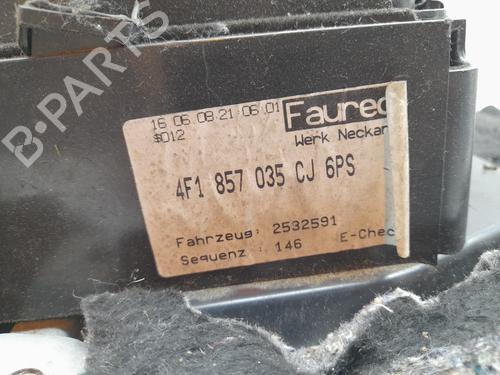 B-PARTS
16 06.08 21 06.01
$012
Faurec
Werk Neckar
4F1 857 035 CJ 6PS
Fahrzeug: 2532591
Sequenz : 146 E-Chec